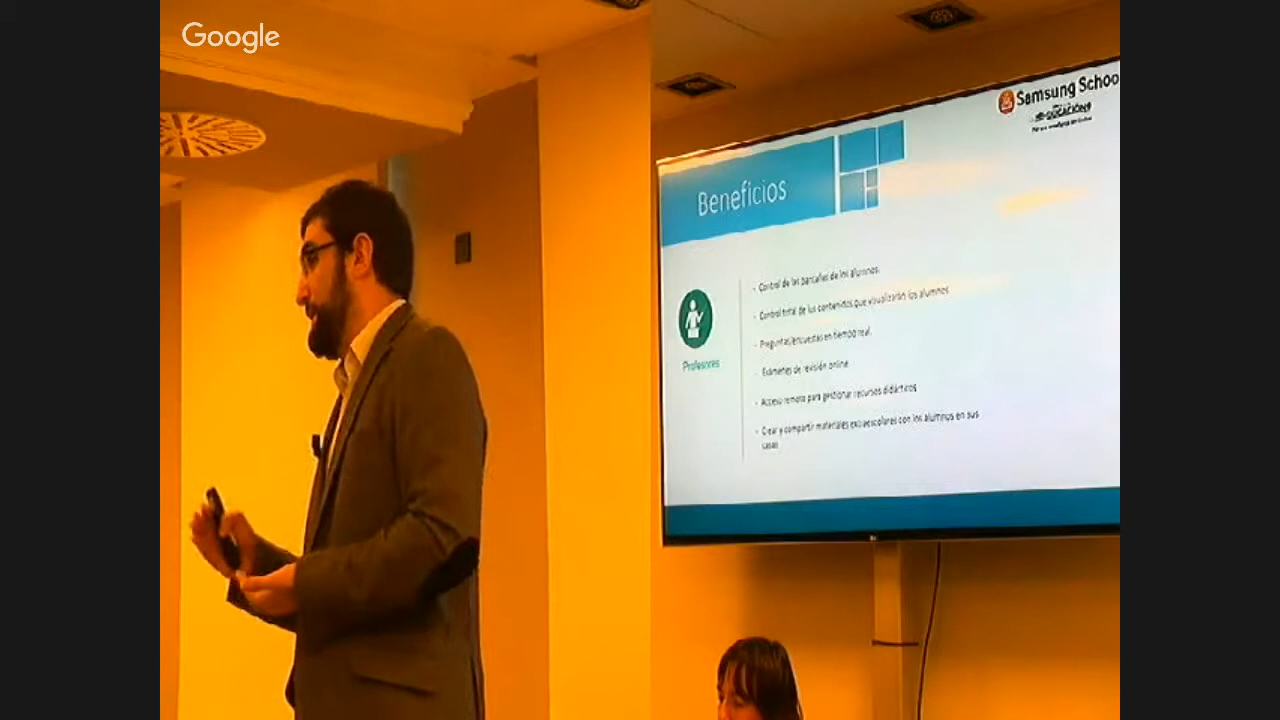 Google
Samsung School
EDUCACIÓN
Beneficios
- Control de las pantallas de los alumnos.
- Control total de los contenidos que visualizarán los alumnos
- Preguntas/encuestas en tiempo real.
- Exámenes de revisión online
- Acceso remoto para gestionar recursos didácticos
- Crear y compartir materiales extraescolares con los alumnos en sus
casas
Profesores